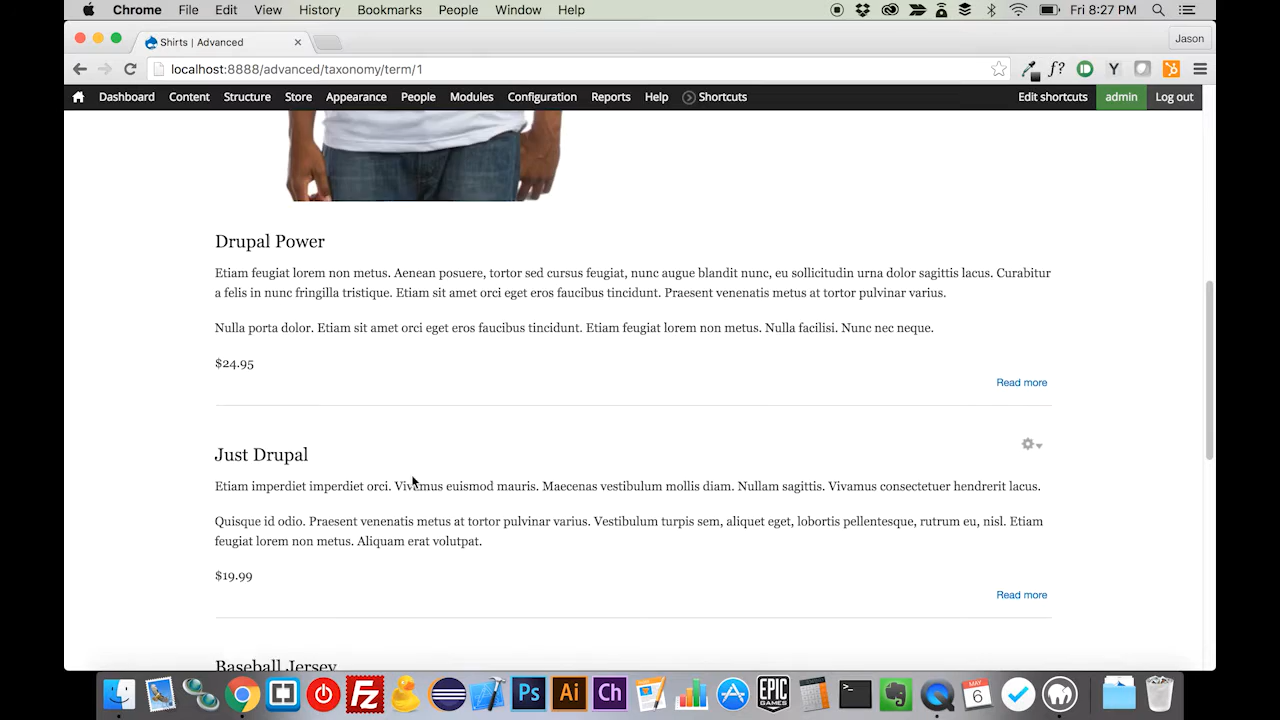 Chrome File Edit View History Bookmarks People Window Help Fri 8:27 PM
Shirts | Advanced Jason
localhost:8888/advanced/taxonomy/term/1 f? Y
Dashboard Content Structure Store Appearance People Modules Configuration Reports Help Shortcuts Edit shortcuts admin Log out
Drupal Power
Etiam feugiat lorem non metus. Aenean posuere, tortor sed cursus feugiat, nunc augue blandit nunc, eu sollicitudin urna dolor sagittis lacus. Curabitur
a felis in nunc fringilla tristique. Etiam sit amet orci eget eros faucibus tincidunt. Praesent venenatis metus at tortor pulvinar varius.
Nulla porta dolor. Etiam sit amet orci eget eros faucibus tincidunt. Etiam feugiat lorem non metus. Nulla facilisi. Nunc nec neque.
$24.95
Read more
Just Drupal
Etiam imperdiet imperdiet orci. Vivamus euismod mauris. Maecenas vestibulum mollis diam. Nullam sagittis. Vivamus consectetuer hendrerit lacus.
Quisque id odio. Praesent venenatis metus at tortor pulvinar varius. Vestibulum turpis sem, aliquet eget, lobortis pellentesque, rutrum eu, nisl. Etiam
feugiat lorem non metus. Aliquam erat volutpat.
$19.99
Read more
Baseball Jersey
Fz Ps Ai Ch EPIC GAMES MAY 6